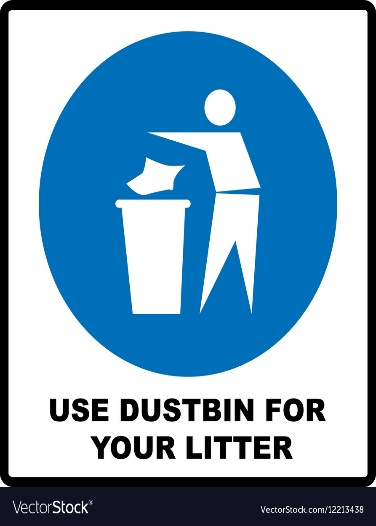 USE DUSTBIN FOR
YOUR LITTER
VectorStock®
VectorStock.com/12213438